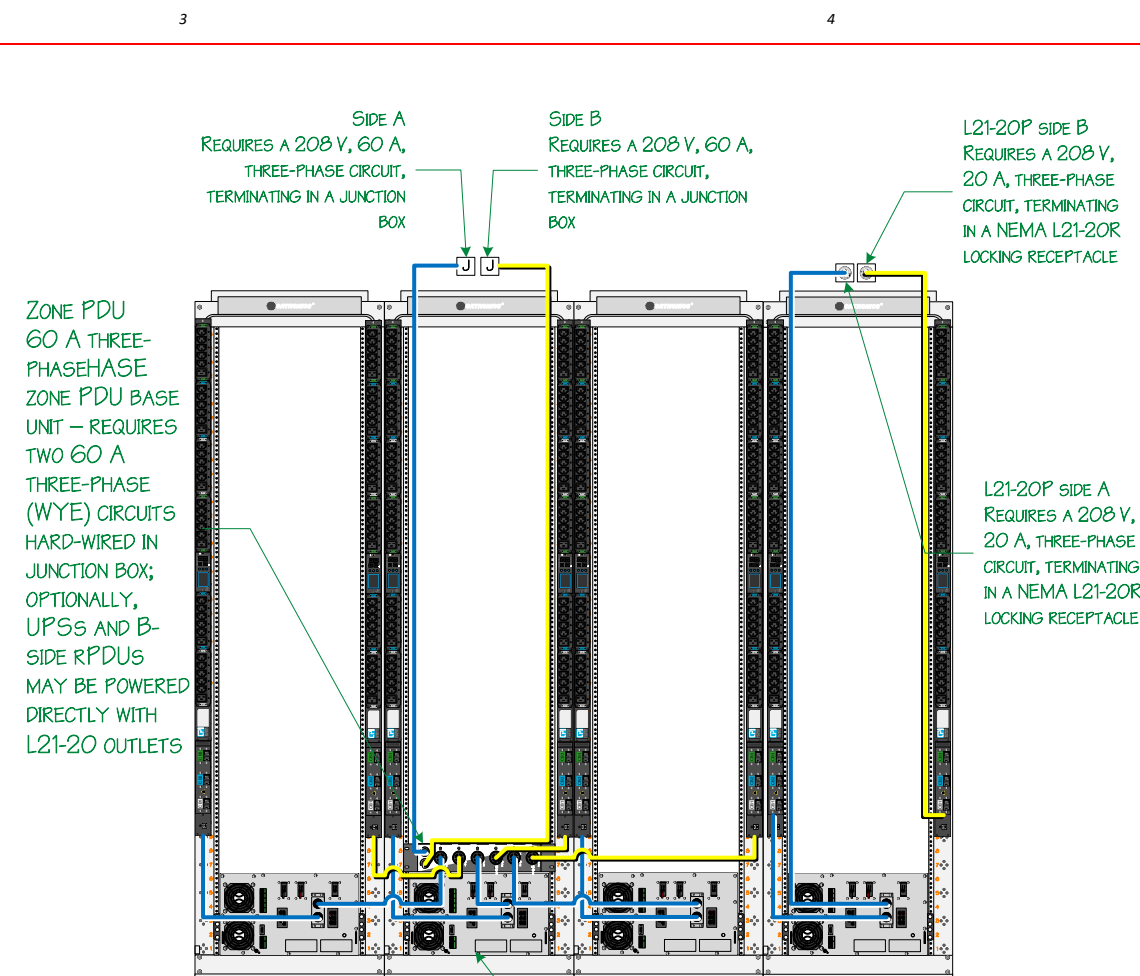 3
4
SIDE A
REQUIRES A 208 V, 60 A,
THREE-PHASE CIRCUIT,
TERMINATING IN A JUNCTION
BOX
SIDE B
REQUIRES A 208 V, 60 A,
THREE-PHASE CIRCUIT,
TERMINATING IN A JUNCTION
BOX
L21-20P SIDE B
REQUIRES A 208 V,
20 A, THREE-PHASE
CIRCUIT, TERMINATING
IN A NEMA L21-20R
LOCKING RECEPTACLE
J
J
ZONE PDU
60 A THREE-
PHASEHASE
ZONE PDU BASE
UNIT – REQUIRES
TWO 60 A
THREE-PHASE
(WYE) CIRCUITS
HARD-WIRED IN
JUNCTION BOX;
OPTIONALLY,
UPSS AND B-
SIDE RPDUS
MAY BE POWERED
DIRECTLY WITH
L21-20 OUTLETS
L21-20P SIDE A
REQUIRES A 208 V,
20 A, THREE-PHASE
CIRCUIT, TERMINATING
IN A NEMA L21-20R
LOCKING RECEPTACLE